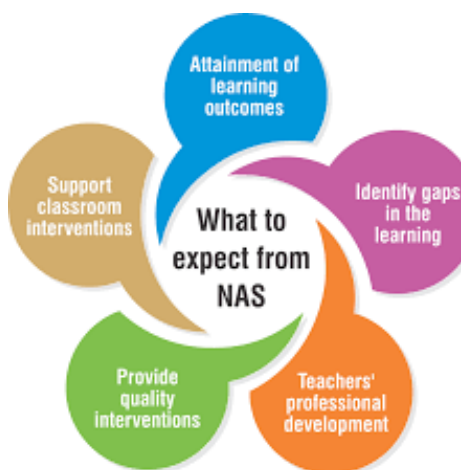 Attainment of
learning
outcomes
Identify gaps
in the
learning
Teachers'
professional
development
Provide
quality
interventions
Support
classroom
interventions
What to
expect from
NAS